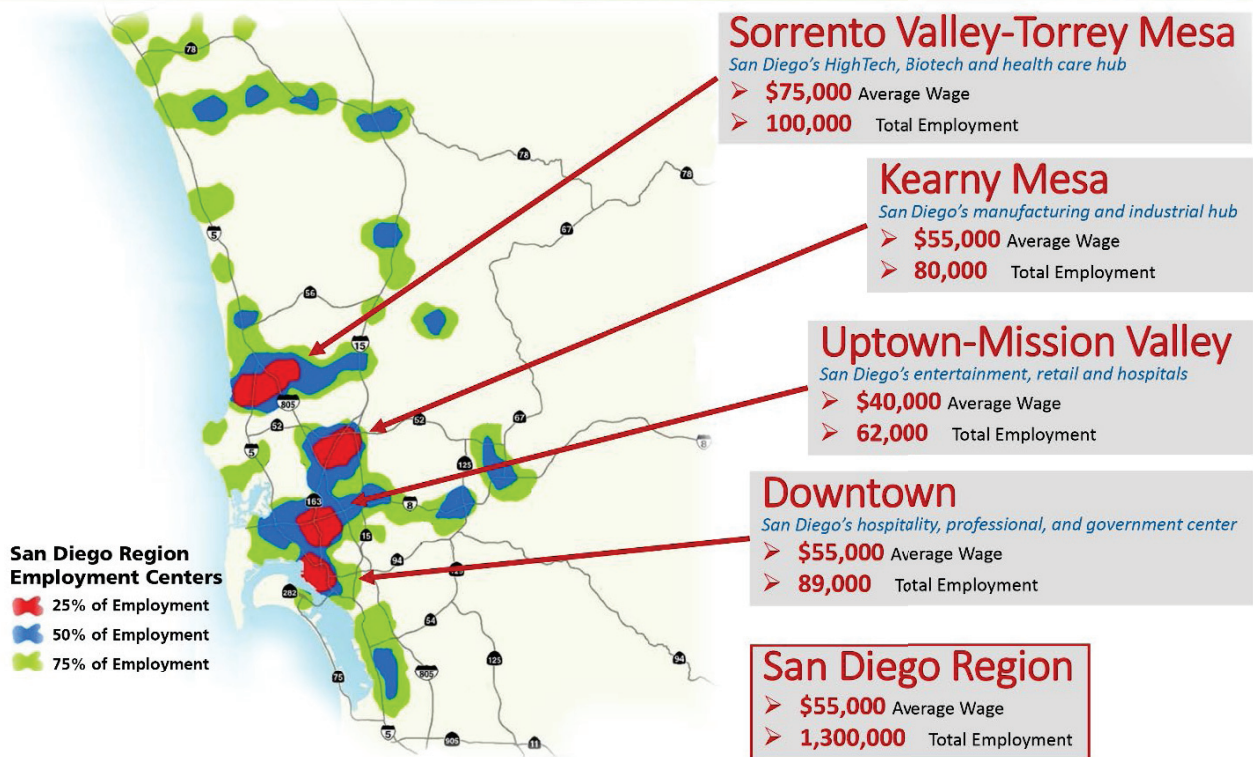 Sorrento Valley-Torrey Mesa
San Diego's HighTech, Biotech and health care hub
➤ $75,000 Average Wage
➤ 100,000 Total Employment
Kearny Mesa
San Diego's manufacturing and industrial hub
➤ $55,000 Average Wage
➤ 80,000 Total Employment
Uptown-Mission Valley
San Diego's entertainment, retail and hospitals
➤ $40,000 Average Wage
➤ 62,000 Total Employment
Downtown
San Diego's hospitality, professional, and government center
➤ $55,000 Average Wage
➤ 89,000 Total Employment
San Diego Region
➤ $55,000 Average Wage
➤ 1,300,000 Total Employment
San Diego Region
Employment Centers
25% of Employment
50% of Employment
75% of Employment
78
78
78
67
5
56
15
805
52
52
67
5
8
125
163
8
15
94
282
54
125
94
75
805
5
905
11